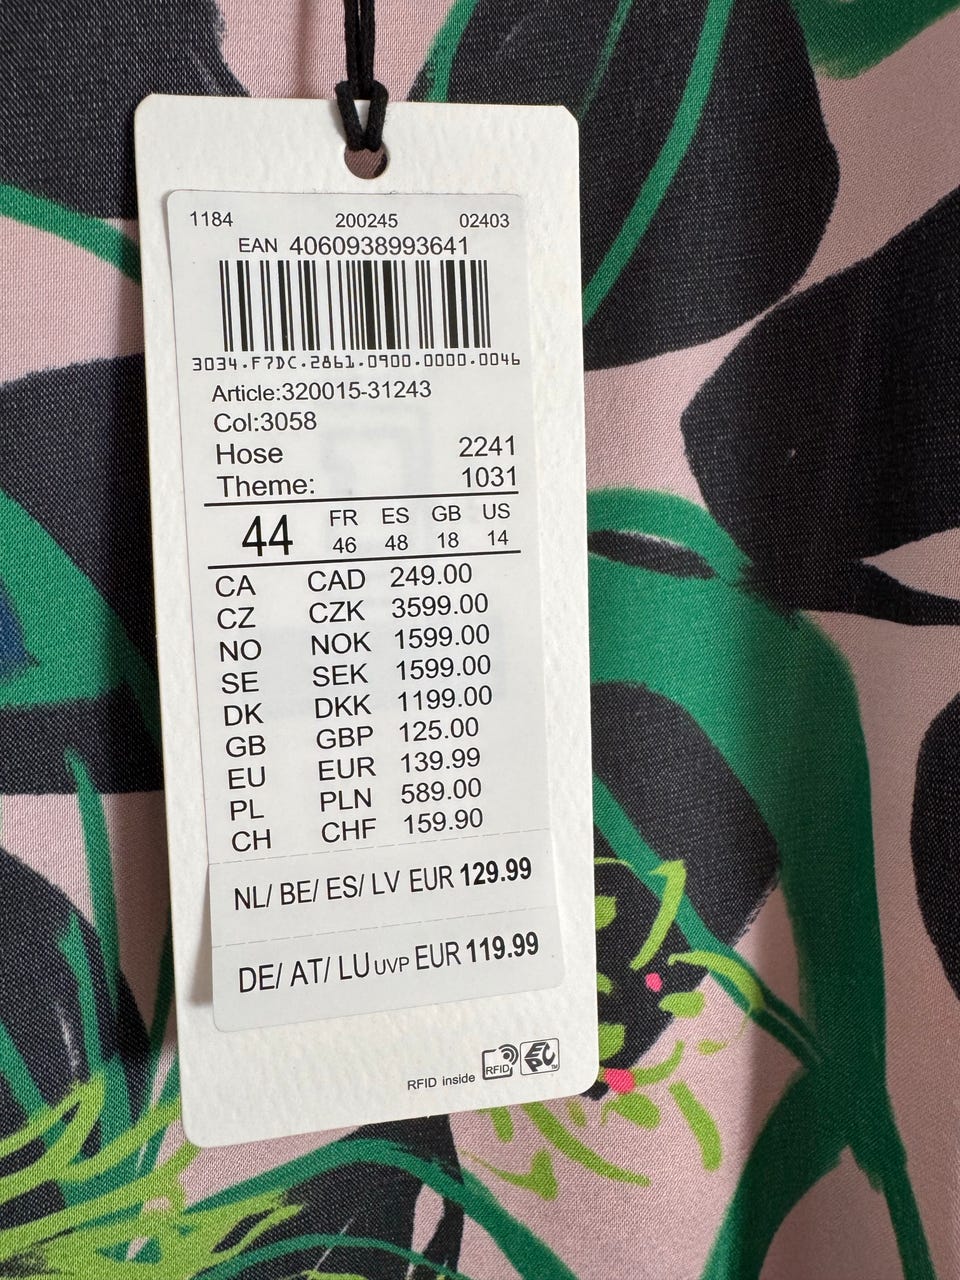 1184 200245 02403
EAN 4060938993641
3034.F7DC.2861.0900.0000.0046
Article:320015-31243
Col:3058
Hose 2241
Theme: 1031
44 FR ES GB US
46 48 18 14
CA CAD 249.00
CZ CZK 3599.00
NO NOK 1599.00
SE SEK 1599.00
DK DKK 1199.00
GB GBP 125.00
EU EUR 139.99
PL PLN 589.00
CH CHF 159.90
NL/ BE/ ES/ LV EUR 129.99
DE/ AT/ LU UVP EUR 119.99
RFID inside RFID EPC TM